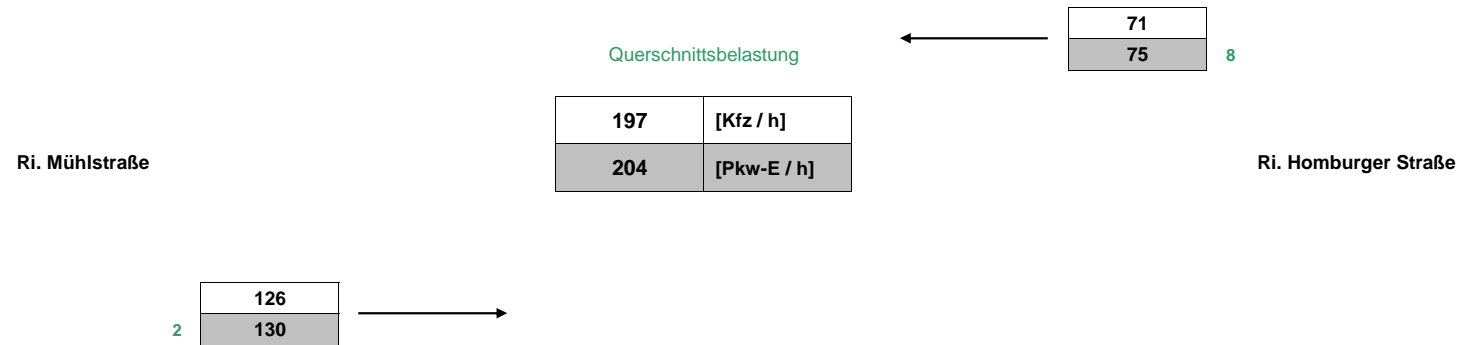 71
Querschnittsbelastung
75 8
197 [Kfz / h]
Ri. Mühlstraße
204 [Pkw-E / h]
Ri. Homburger Straße
126
2 130